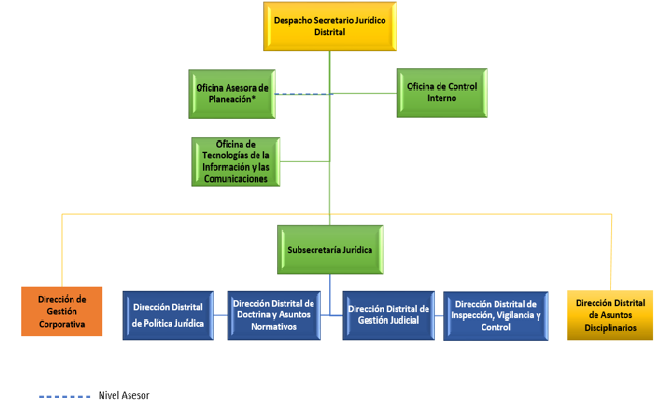 Despacho Secretario Jurídico
Distrital
Oficina Asesora de
Planeación*
Oficina de Control
Interno
Oficina de
Tecnologías de la
Información y las
Comunicaciones
Subsecretaría Jurídica
Dirección de
Gestión
Corporativa
Dirección Distrital
de Política Jurídica
Dirección Distrital de
Doctrina y Asuntos
Normativos
Dirección Distrital de
Gestión Judicial
Dirección Distrital de
Inspección, Vigilancia y
Control
Dirección Distrital
de Asuntos
Disciplinarios
Nivel Asesor